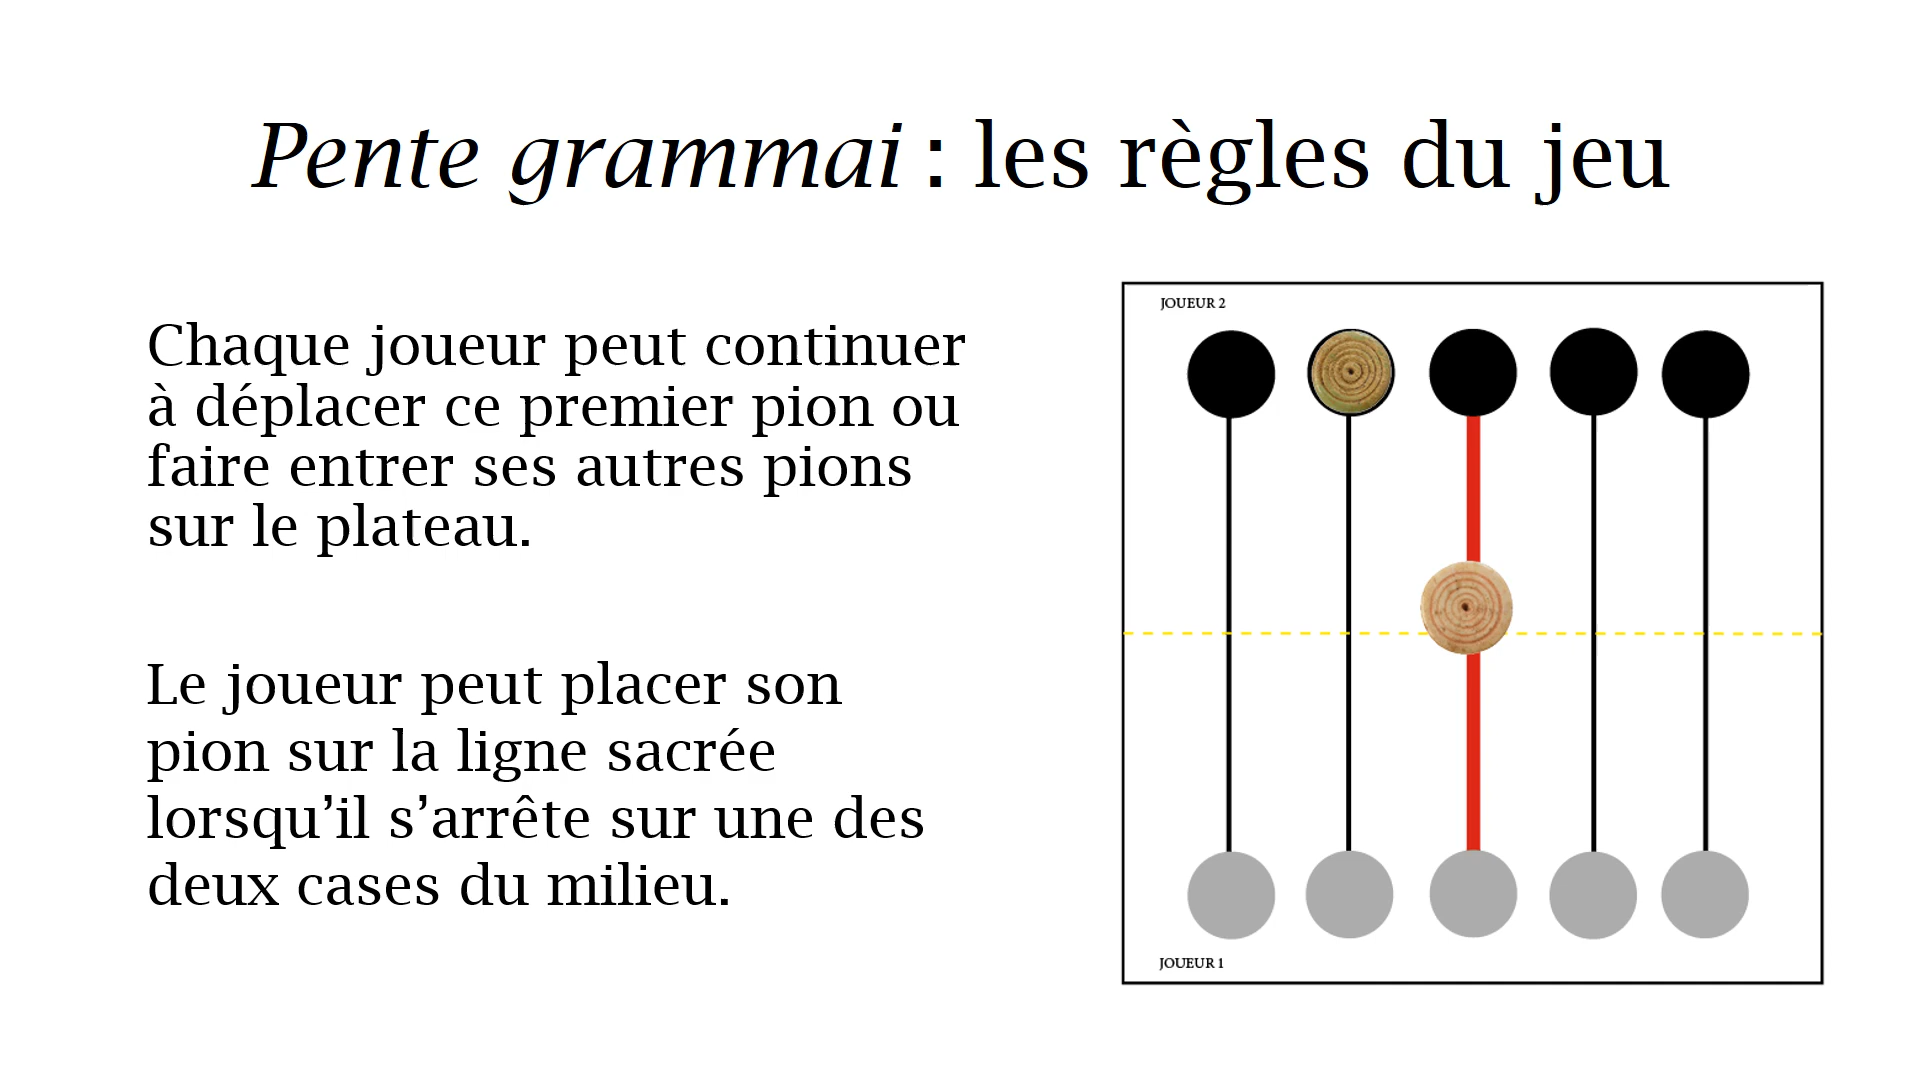 Pente grammai : les règles du jeu
Chaque joueur peut continuer
à déplacer ce premier pion ou
faire entrer ses autres pions
sur le plateau.
Le joueur peut placer son
pion sur la ligne sacrée
lorsqu’il s’arrête sur une des
deux cases du milieu.
JOUEUR 2
JOUEUR 1